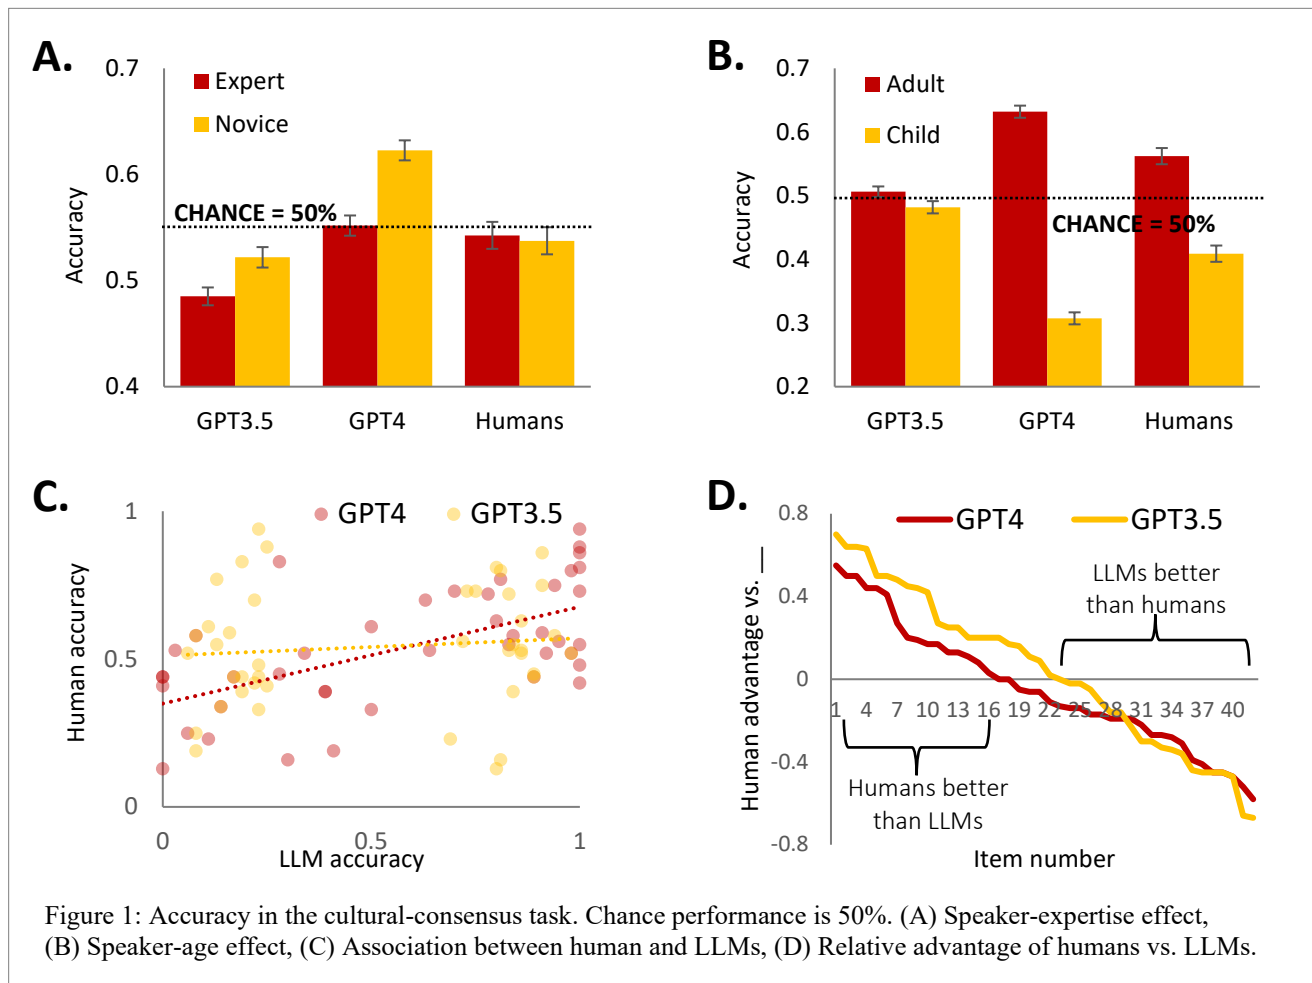 A.
0.7
0.6
0.5
0.4
Accuracy
Expert
Novice
CHANCE = 50%
GPT3.5 GPT4 Humans
B.
0.7
0.6
0.5
0.4
0.3
0.2
Accuracy
Adult
Child
CHANCE = 50%
GPT3.5 GPT4 Humans
C.
GPT4 GPT3.5
1
0.5
0
Human accuracy
0 0.5 1
LLM accuracy
D.
GPT4 GPT3.5
0.8
0.4
0
-0.4
-0.8
Human advantage vs. __
LLMs better
than humans
1 4 7 10 13 16 19 22 25 28 31 34 37 40
Humans better
than LLMs
Item number
Figure 1: Accuracy in the cultural-consensus task. Chance performance is 50%. (A) Speaker-expertise effect,
(B) Speaker-age effect, (C) Association between human and LLMs, (D) Relative advantage of humans vs. LLMs.